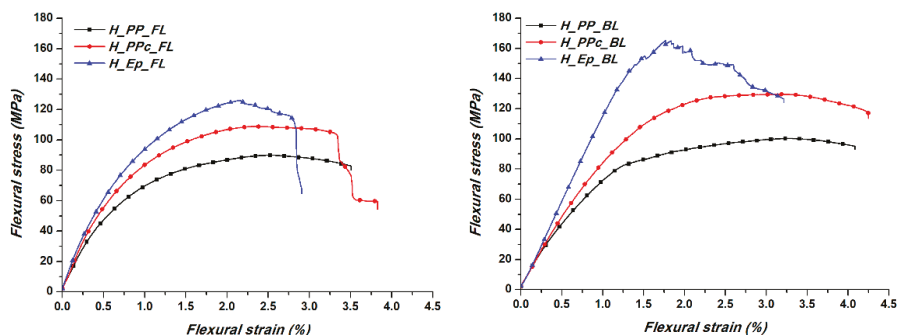 180
160
140
120
100
80
60
40
20
0
Flexural stress (MPa)
H_PP_FL
H_PPc_FL
H_Ep_FL
0.0 0.5 1.0 1.5 2.0 2.5 3.0 3.5 4.0 4.5
Flexural strain (%)
180
160
140
120
100
80
60
40
20
0
Flexural stress (MPa)
H_PP_BL
H_PPc_BL
H_Ep_BL
0.0 0.5 1.0 1.5 2.0 2.5 3.0 3.5 4.0 4.5
Flexural strain (%)